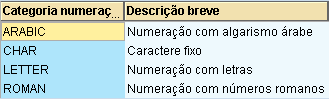 Categoria numeraç... Descrição breve
ARABIC Numeração com algarismo árabic
CHAR Caractere fixo
LETTER Numeração com letras
ROMAN Numeração com números romanos